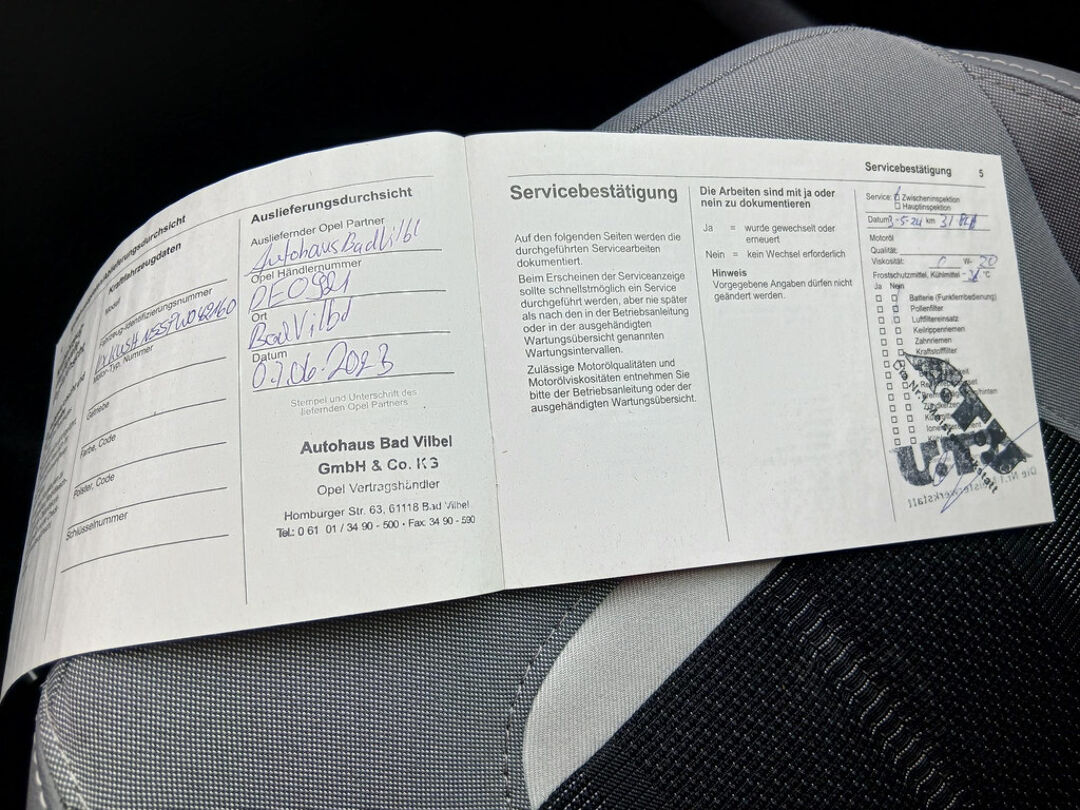 Auslieferungsdurchsicht
Kraftfahrzeugdaten
Modell
Fahrzeug-Identifizierungsnummer
Motor-Typ, Nummer
Getriebe
Farbe, Code
Polster, Code
Schlüsselnummer
Auslieferungsdurchsicht
Ausliefernder Opel Partner
Autohaus Bad Vilbel
Opel Händlernummer
Ort
Bad Vilbel
Datum
07.06.2023
Stempel und Unterschrift des
liefernden Opel Partners
Autohaus Bad Vilbel
GmbH & Co. KG
Opel Vertragshändler
Homburger Str. 63, 61118 Bad Vilbel
Tel.: 0 61 01 / 34 90 - 500 • Fax 34 90 - 590
Servicebestätigung
Auf den folgenden Seiten werden die
durchgeführten Servicearbeiten
dokumentiert.
Beim Erscheinen der Serviceanzeige
sollte schnellstmöglich ein Service
durchgeführt werden, aber nie später
als nach den in der Betriebsanleitung
oder in der ausgehändigten
Wartungsübersicht genannten
Wartungsintervallen.
Zulässige Motorölqualitäten und
Motorölviskositäten entnehmen Sie
bitte der Betriebsanleitung oder der
ausgehändigten Wartungsübersicht.
Die Arbeiten sind mit ja oder
nein zu dokumentieren
Ja = wurde gewechselt oder
erneuert
Nein = kein Wechsel erforderlich
Hinweis
Vorgegebene Angaben dürfen nicht
geändert werden.
Servicebestätigung 5
Service: Zwischeninspektion
Hauptinspektion
Datum 3-5-24 km
Motoröl
Qualität:
Viskosität: 0 W- 20
Frostschutzmittel, Kühlmittel - °C
Ja Nein
Batterie (Funkfernbedienung)
Pollenfilter
Luftfiltereinsatz
Keilrippenriemen
Zahnriemen
Kraftstofffilter